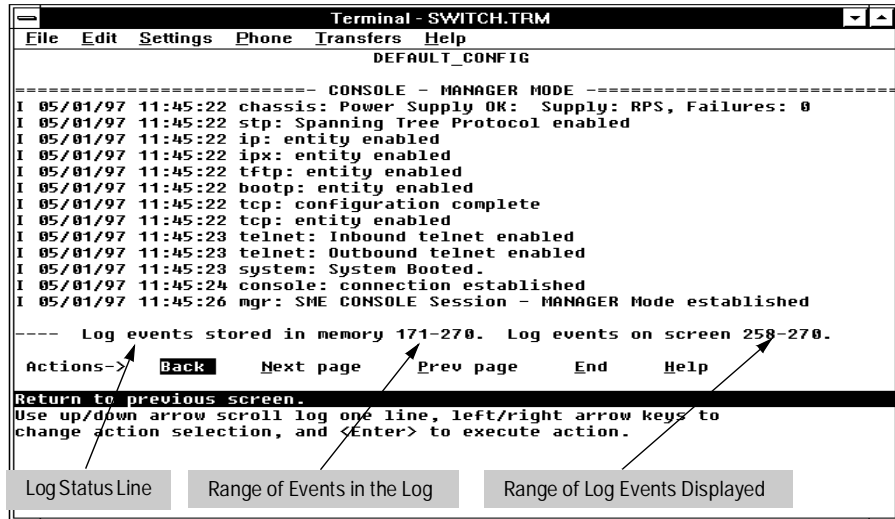 Terminal - SWITCH.TRM
File Edit Settings Phone Transfers Help
DEFAULT_CONFIG
============================- CONSOLE - MANAGER MODE -============================
I 05/01/97 11:45:22 chassis: Power Supply OK: Supply: RPS, Failures: 0
I 05/01/97 11:45:22 stp: Spanning Tree Protocol enabled
I 05/01/97 11:45:22 ip: entity enabled
I 05/01/97 11:45:22 ipx: entity enabled
I 05/01/97 11:45:22 tftp: entity enabled
I 05/01/97 11:45:22 bootp: entity enabled
I 05/01/97 11:45:22 tcp: configuration complete
I 05/01/97 11:45:22 tcp: entity enabled
I 05/01/97 11:45:23 telnet: Inbound telnet enabled
I 05/01/97 11:45:23 telnet: Outbound telnet enabled
I 05/01/97 11:45:23 system: System Booted.
I 05/01/97 11:45:24 console: connection established
I 05/01/97 11:45:26 mgr: SME CONSOLE Session - MANAGER Mode established
---- Log events stored in memory 171-270. Log events on screen 258-270.
Actions-> Back Next page Prev page End Help
Return to previous screen.
Use up/down arrow scroll log one line, left/right arrow keys to
change action selection, and <Enter> to execute action.
Log Status Line Range of Events in the Log Range of Log Events Displayed